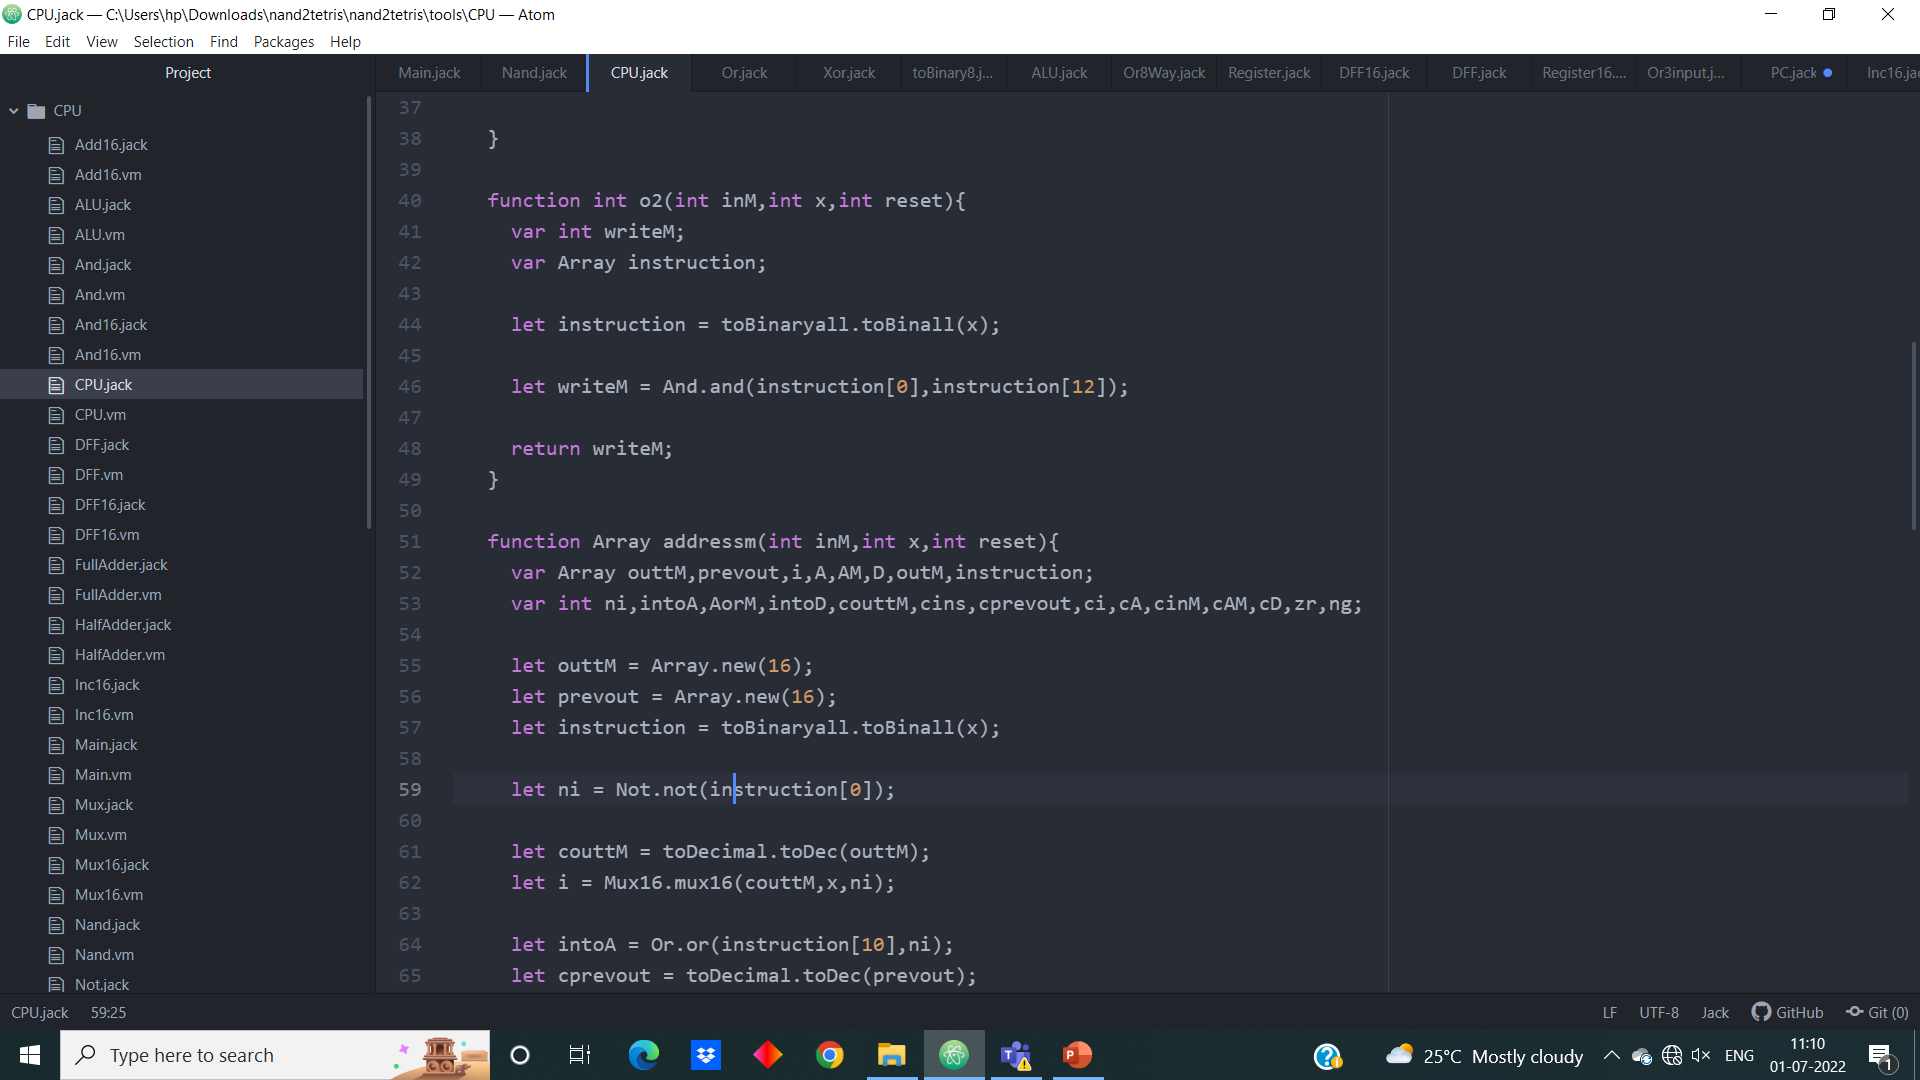 CPU.jack — C:\Users\hp\Downloads\nand2tetris\nand2tetris\tools\CPU — Atom
File Edit View Selection Find Packages Help
Project
Main.jack Nand.jack CPU.jack Or.jack Xor.jack toBinary8.j... ALU.jack Or8Way.jack Register.jack DFF16.jack DFF.jack Register16.... Or3input.j... PC.jack Inc16.jac
CPU
Add16.jack
Add16.vm
ALU.jack
ALU.vm
And.jack
And.vm
And16.jack
And16.vm
CPU.jack
CPU.vm
DFF.jack
DFF.vm
DFF16.jack
DFF16.vm
FullAdder.jack
FullAdder.vm
HalfAdder.jack
HalfAdder.vm
Inc16.jack
Inc16.vm
Main.jack
Main.vm
Mux.jack
Mux.vm
Mux16.jack
Mux16.vm
Nand.jack
Nand.vm
Not.jack
37
38 }
39
40 function int o2(int inM,int x,int reset){
41 var int writeM;
42 var Array instruction;
43
44 let instruction = toBinaryall.toBinall(x);
45
46 let writeM = And.and(instruction[0],instruction[12]);
47
48 return writeM;
49 }
50
51 function Array addressm(int inM,int x,int reset){
52 var Array outtM,prevout,i,A,AM,D,outM,instruction;
53 var int ni,intoA,AorM,intoD,couttM,cins,cprevout,ci,cA,cinM,cAM,cD,zr,ng;
54
55 let outtM = Array.new(16);
56 let prevout = Array.new(16);
57 let instruction = toBinaryall.toBinall(x);
58
59 let ni = Not.not(instruction[0]);
60
61 let couttM = toDecimal.toDec(outtM);
62 let i = Mux16.mux16(couttM,x,ni);
63
64 let intoA = Or.or(instruction[10],ni);
65 let cprevout = toDecimal.toDec(prevout);
CPU.jack 59:25 LF UTF-8 Jack GitHub Git (0)
Type here to search 25°C Mostly cloudy ENG 11:10
01-07-2022 1